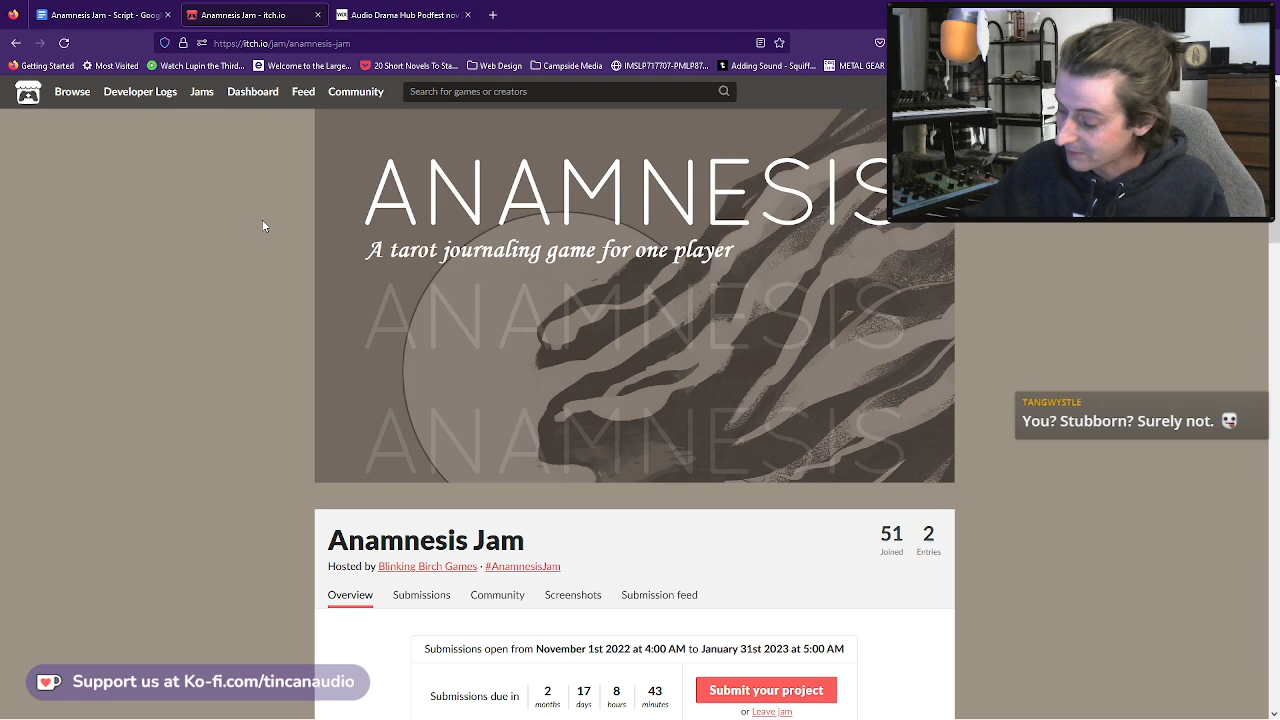 Anamnesis Jam - Script - Googl
Anamnesis Jam
Audio Drama Hub Potfest nomi
https://itch.io/jam/anamnesis-jam
Getting Started
Most Visited
Watch Lupin the Third:
Welcome to the Large...
20 Short Novels To Sta...
Web Design
Campside Media
IMSLP717707-PMLP87...
Adding Sound - Squiff...
METAL GEAR
Browse
Developer Logs
Jams
Dashboard
Feed
Community
Search for games or creators
ANAMNESIS
A tarot journaling game for one player
ANAMNESIS
ANAMNESIS
TANGWYSTLE
You? Stubborn? Surely not.
Anamnesis Jam
51
2
Joined
Entries
Hosted by Blinking Birch Games · #AnamnesisJam
Overview
Submissions
Community
Screenshots
Submission feed
Submissions open from November 1st 2022 at 4:00 AM to January 31st 2023 at 5:00 AM
Submissions due in
2
17
8
43
months
days
hours
minutes
Submit your project
or Leave jam
Support us at Ko-fi.com/tincanaudio